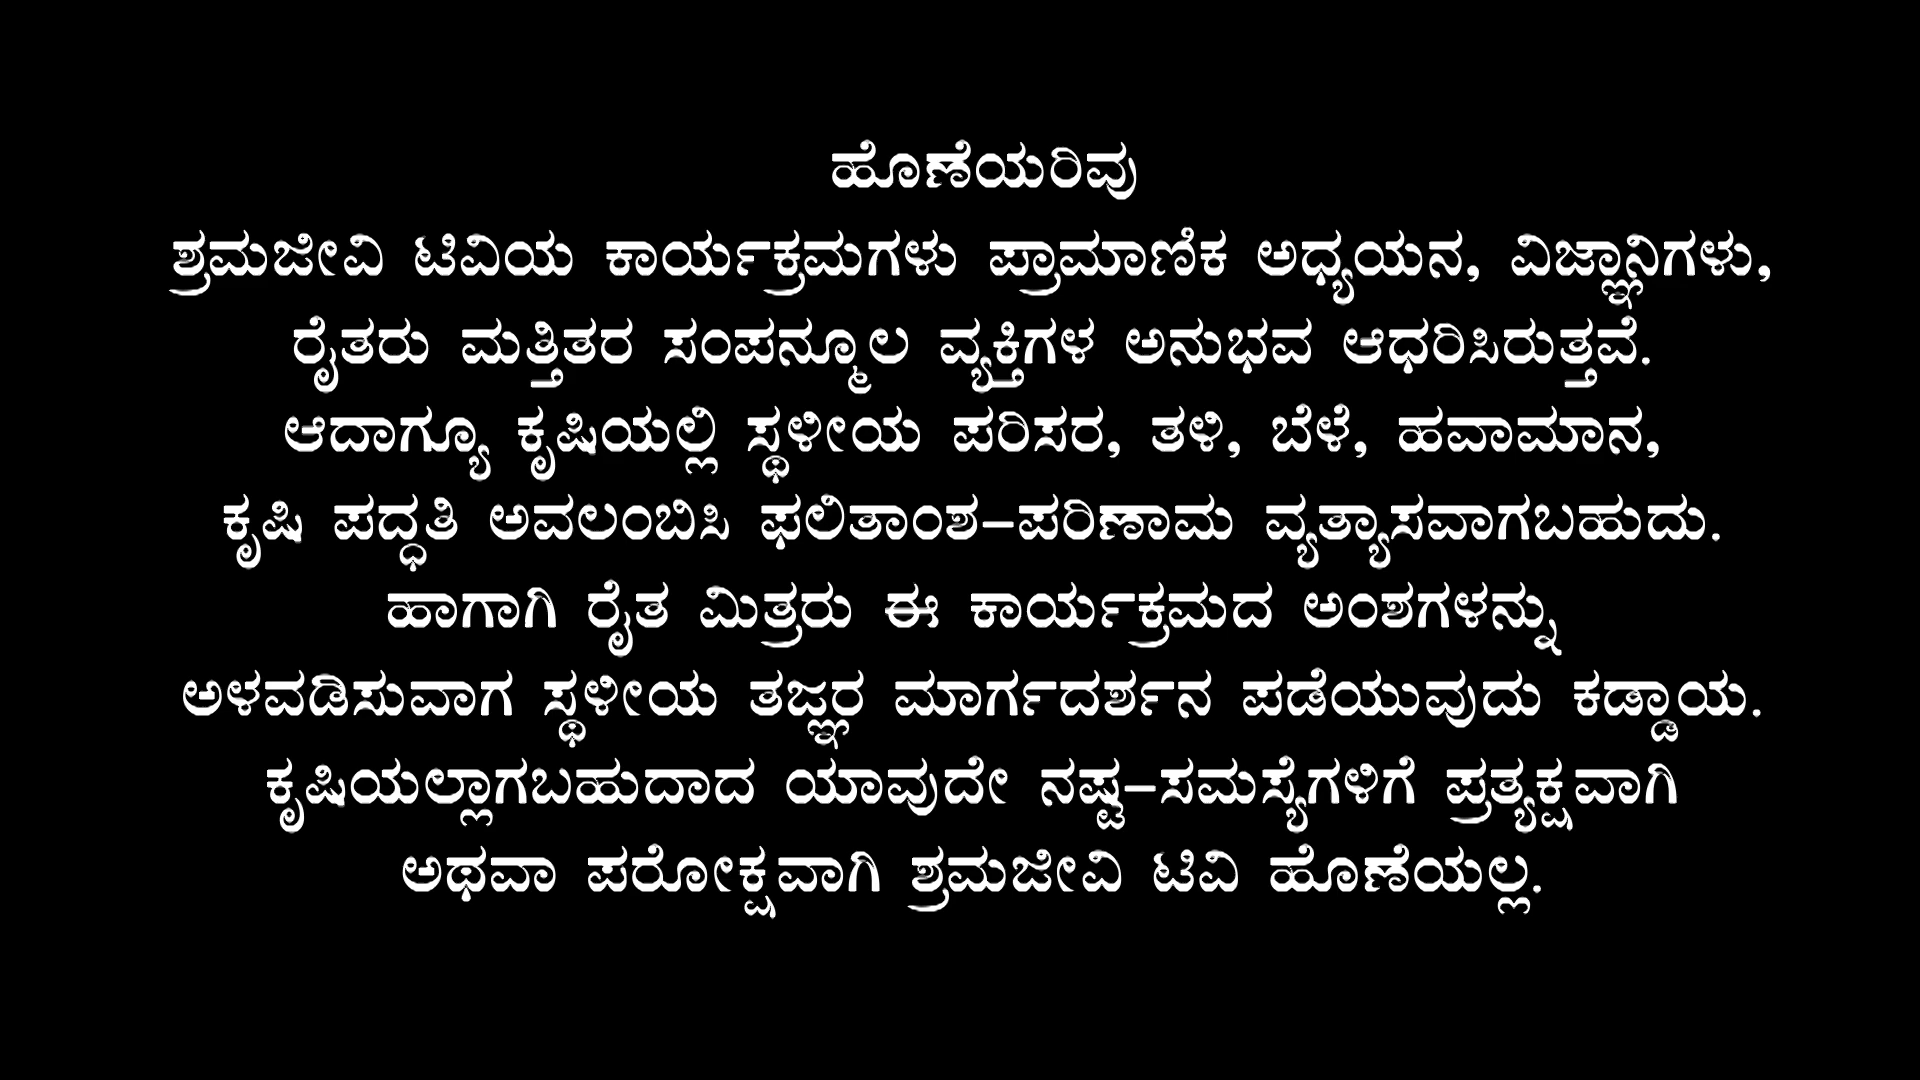 ಹೊಣೆಯರಿವು
ಶ್ರಮಜೀವಿ ಟಿವಿಯ ಕಾರ್ಯಕ್ರಮಗಳು ಪ್ರಾಮಾಣಿಕ ಅಧ್ಯಯನ, ವಿಜ್ಞಾನಿಗಳು,
ರೈತರು ಮತ್ತಿತರ ಸಂಪನ್ಮೂಲ ವ್ಯಕ್ತಿಗಳ ಅನುಭವ ಆಧರಿಸಿರುತ್ತವೆ.
ಆದಾಗ್ಯೂ ಕೃಷಿಯಲ್ಲಿ ಸ್ಥಳೀಯ ಪರಿಸರ, ತಳಿ, ಬೆಳೆ, ಹವಾಮಾನ,
ಕೃಷಿ ಪದ್ಧತಿ ಅವಲಂಬಿಸಿ ಫಲಿತಾಂಶ-ಪರಿಣಾಮ ವ್ಯತ್ಯಾಸವಾಗಬಹುದು.
ಹಾಗಾಗಿ ರೈತ ಮಿತ್ರರು ಈ ಕಾರ್ಯಕ್ರಮದ ಅಂಶಗಳನ್ನು
ಅಳವಡಿಸುವಾಗ ಸ್ಥಳೀಯ ತಜ್ಞರ ಮಾರ್ಗದರ್ಶನ ಪಡೆಯುವುದು ಕಡ್ಡಾಯ.
ಕೃಷಿಯಲ್ಲಾಗಬಹುದಾದ ಯಾವುದೇ ನಷ್ಟ-ಸಮಸ್ಯೆಗಳಿಗೆ ಪ್ರತ್ಯಕ್ಷವಾಗಿ
ಅಥವಾ ಪರೋಕ್ಷವಾಗಿ ಶ್ರಮಜೀವಿ ಟಿವಿ ಹೊಣೆಯಲ್ಲ.